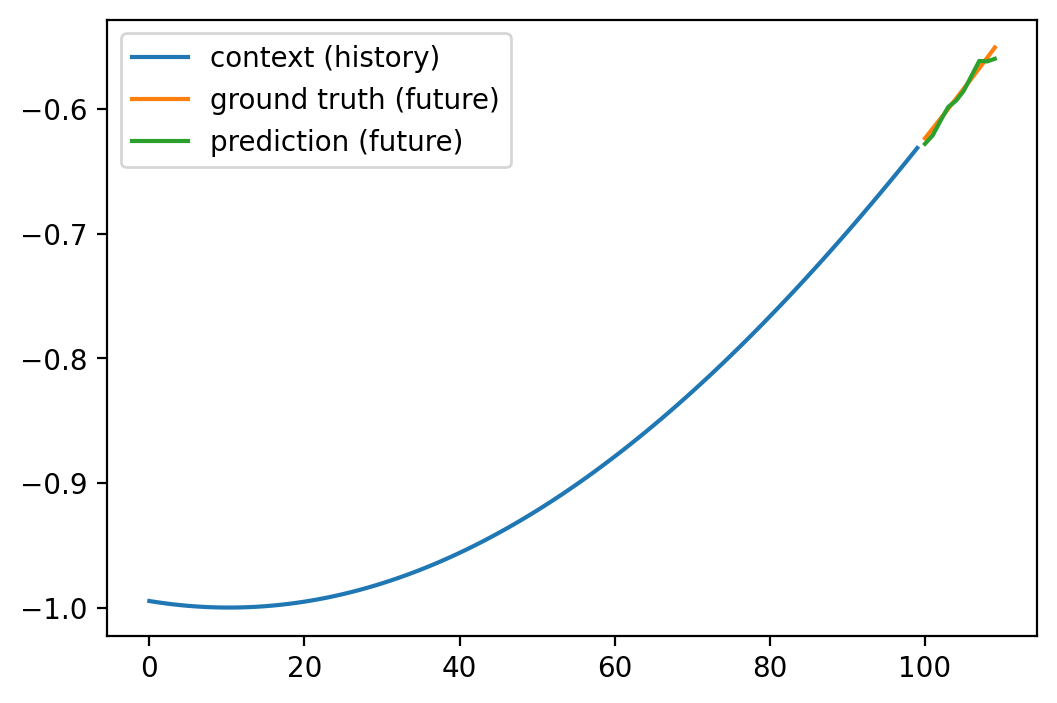 context (history)
ground truth (future)
prediction (future)
−0.6
−0.7
−0.8
−0.9
−1.0
0 20 40 60 80 100